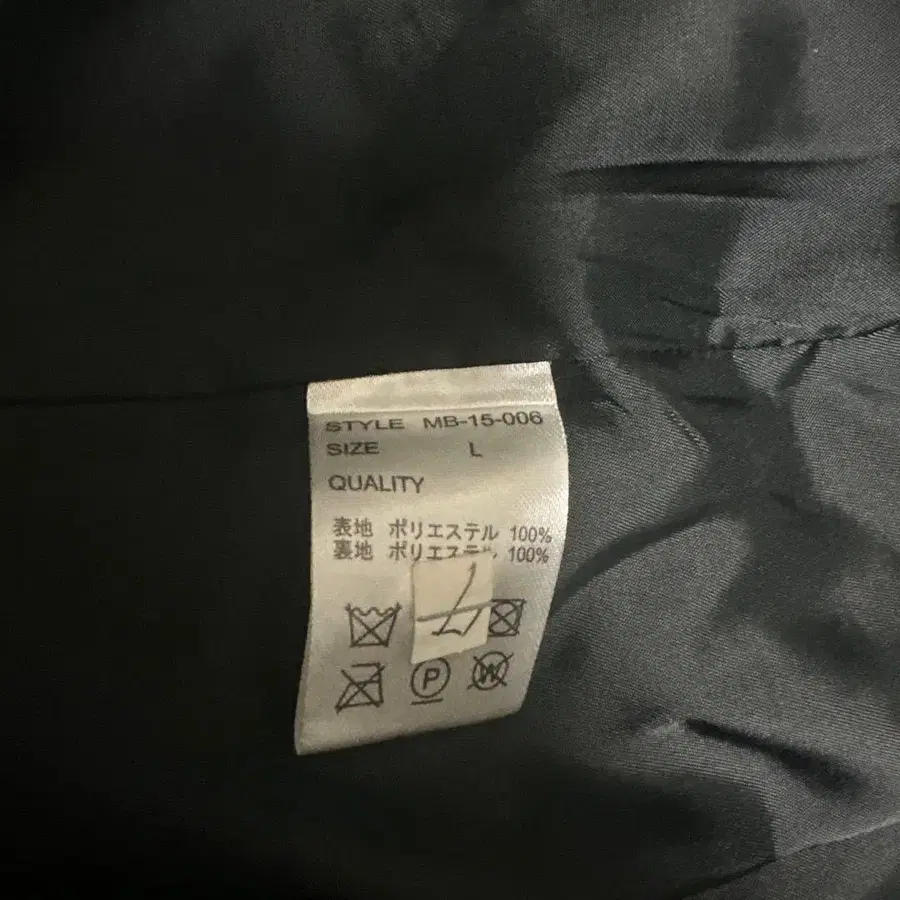 STYLE MB-15-006
SIZE L
QUALITY
表地 ポリエステル 100%
裏地 ポリエステル 100%
P
W